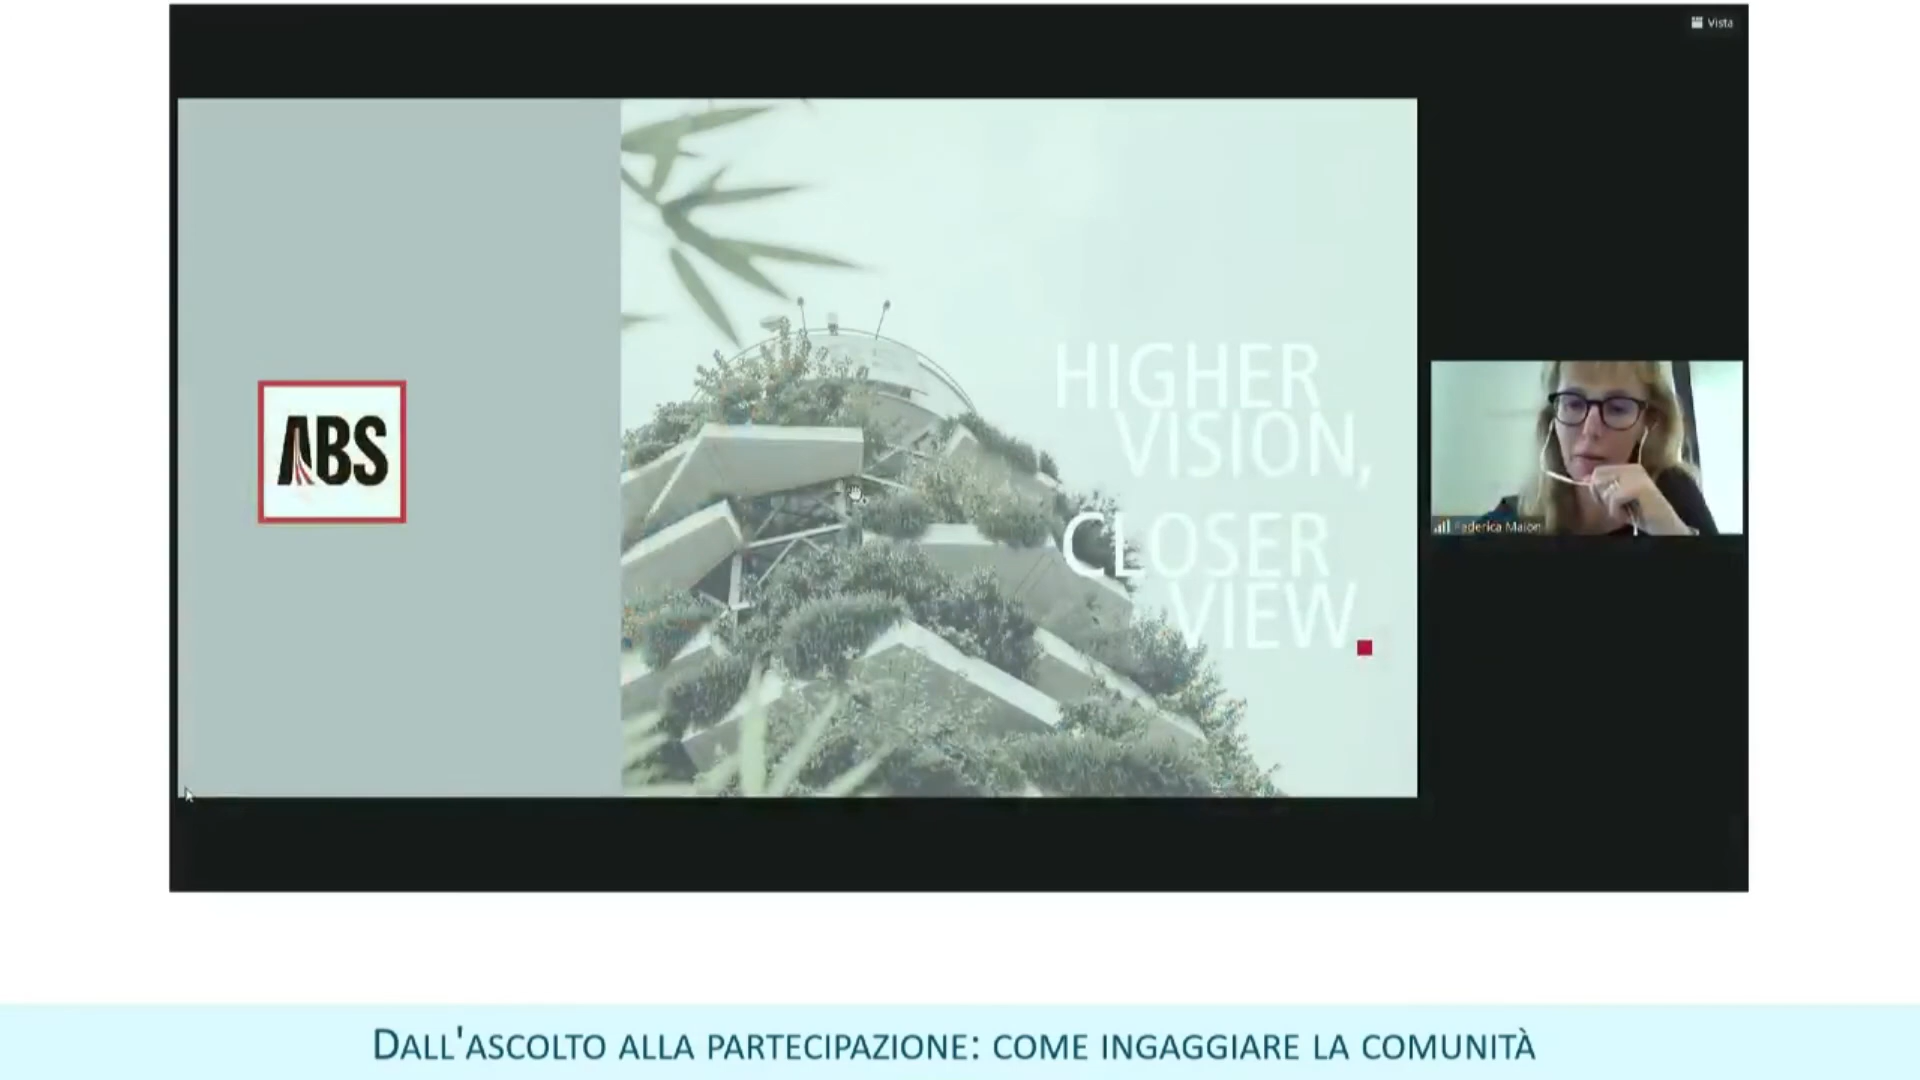 Vista
ABS
HIGHER
VISION,
CLOSER
VIEW
Federica Maion
DALL'ASCOLTO ALLA PARTECIPAZIONE: COME INGAGGIARE LA COMUNITÀ